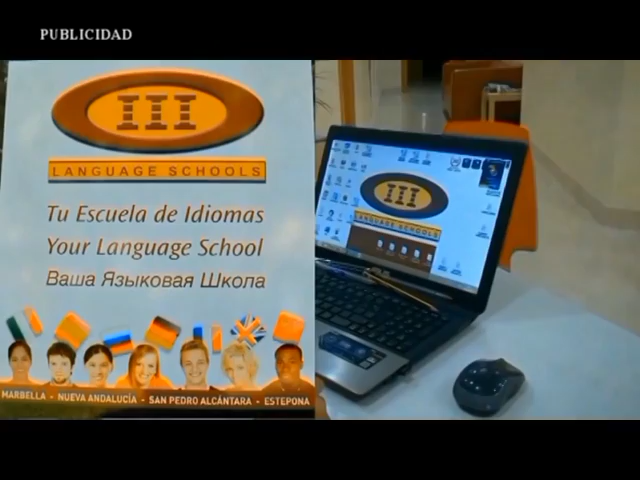 PUBLICIDAD
III
LANGUAGE SCHOOLS
Tu Escuela de Idiomas
Your Language School
Ваша Языковая Школа
MARBELLA - NUEVA ANDALUCÍA - SAN PEDRO ALCÁNTARA - ESTEPONA
III
LANGUAGE SCHOOLS